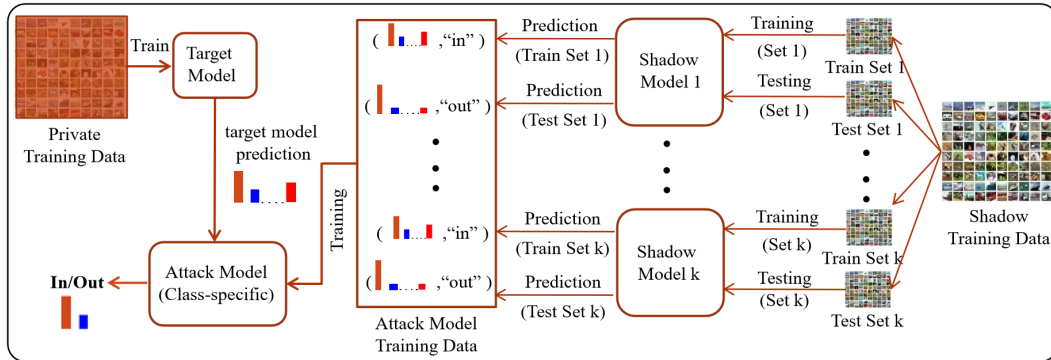 Private
Training Data
Train
Target
Model
target model
prediction
Attack Model
(Class-specific)
In/Out
Training
( ,“in” )
( ,“out” )
( ,“in” )
( ,“out” )
Attack Model
Training Data
Prediction
(Train Set 1)
Prediction
(Test Set 1)
Prediction
(Train Set k)
Prediction
(Test Set k)
Shadow
Model 1
Shadow
Model k
Training
(Set 1)
Testing
(Set 1)
Training
(Set k)
Testing
(Set k)
Train Set 1
Test Set 1
Train Set k
Test Set k
Shadow
Training Data